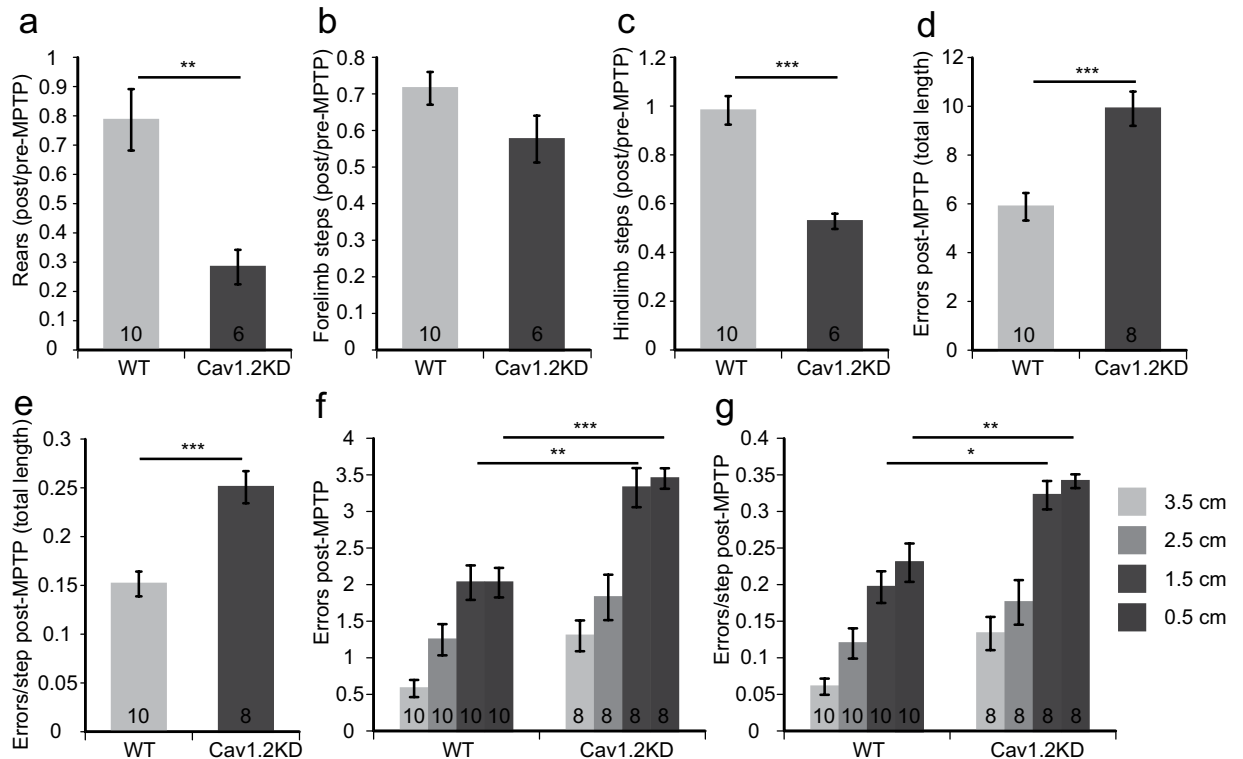 a
Rears (post/pre-MPTP)
1
0.9
0.8
0.7
0.6
0.5
0.4
0.3
0.2
0.1
0
**
10
6
WT
Cav1.2KD
b
Forelimb steps (post/pre-MPTP)
0.8
0.7
0.6
0.5
0.4
0.3
0.2
0.1
0
10
6
WT
Cav1.2KD
c
Hindlimb steps (post/pre-MPTP)
1.2
1
0.8
0.6
0.4
0.2
0
***
10
6
WT
Cav1.2KD
d
Errors post-MPTP (total length)
12
10
8
6
4
2
0
***
10
8
WT
Cav1.2KD
e
Errors/step post-MPTP (total length)
0.3
0.25
0.2
0.15
0.1
0.05
0
***
10
8
WT
Cav1.2KD
f
Errors post-MPTP
4
3.5
3
2.5
2
1.5
1
0.5
0
***
**
10 10 10 10
8 8 8 8
WT
Cav1.2KD
g
Errors/step post-MPTP
0.4
0.35
0.3
0.25
0.2
0.15
0.1
0.05
0
**
*
10 10 10 10
8 8 8 8
WT
Cav1.2KD
3.5 cm
2.5 cm
1.5 cm
0.5 cm